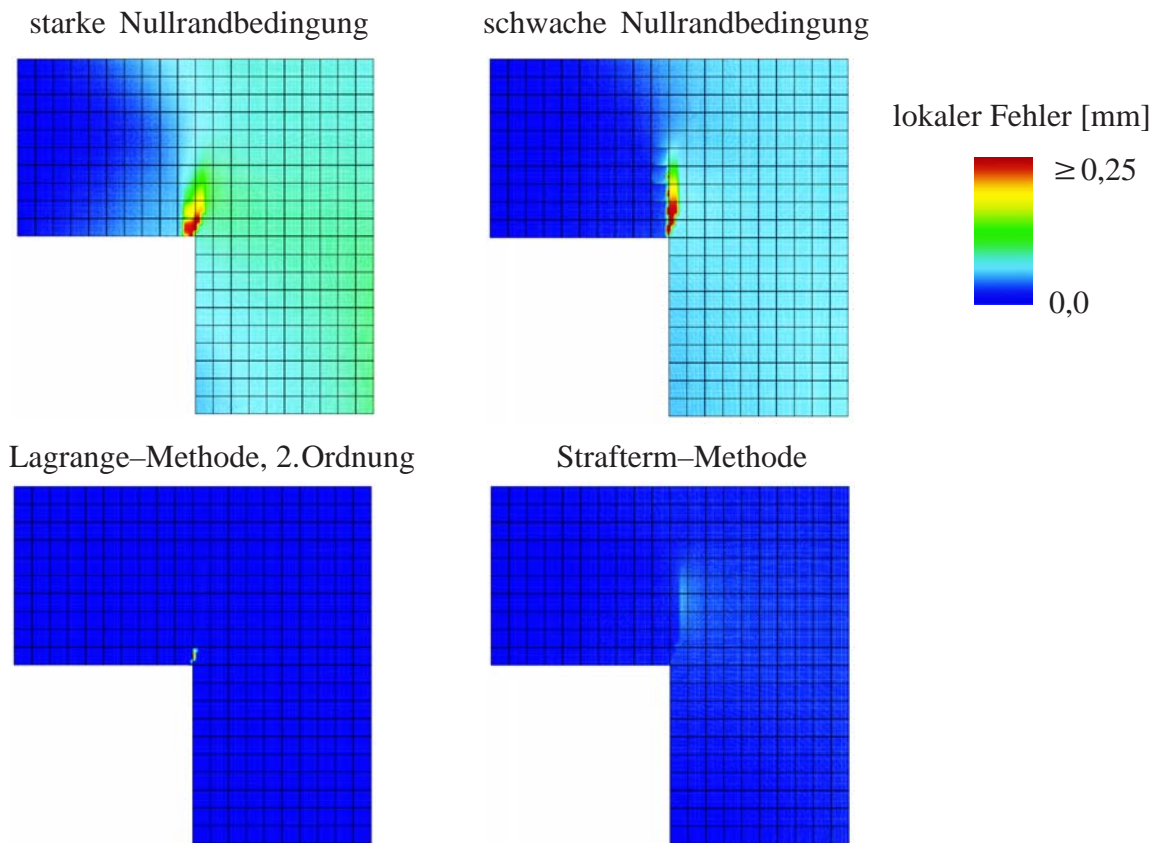 starke Nullrandbedingung
schwache Nullrandbedingung
lokaler Fehler [mm]
≥0,25
0,0
Lagrange–Methode, 2.Ordnung
Strafterm–Methode